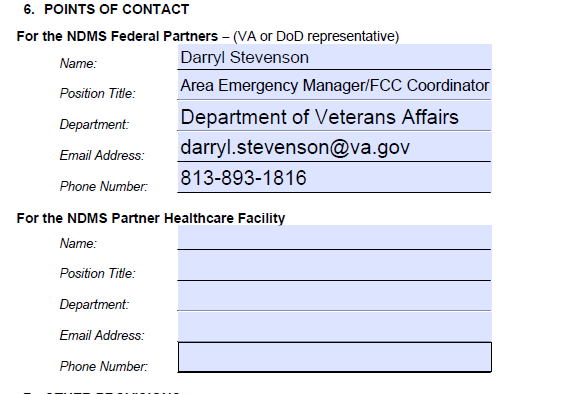 6. POINTS OF CONTACT
For the NDMS Federal Partners – (VA or DoD representative)
Name: Darryl Stevenson
Position Title: Area Emergency Manager/FCC Coordinator
Department: Department of Veterans Affairs
Email Address: darryl.stevenson@va.gov
Phone Number: 813-893-1816
For the NDMS Partner Healthcare Facility
Name:
Position Title:
Department:
Email Address:
Phone Number: